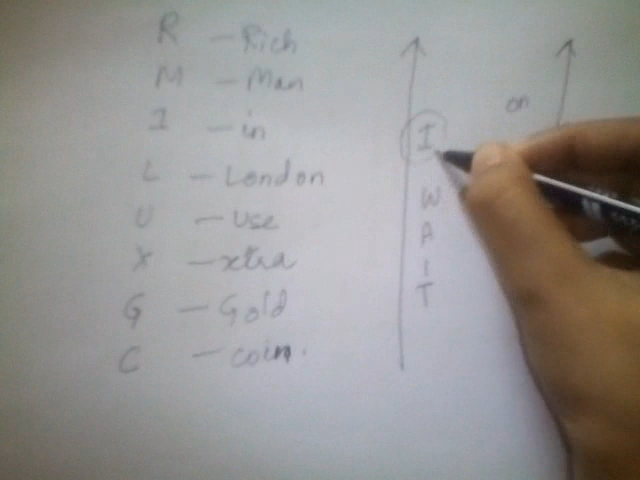 R – Rich
M – Man
I – in
L – London
U – Use
X – xtra
G – Gold
C – coin.
I
W
A
I
T
on